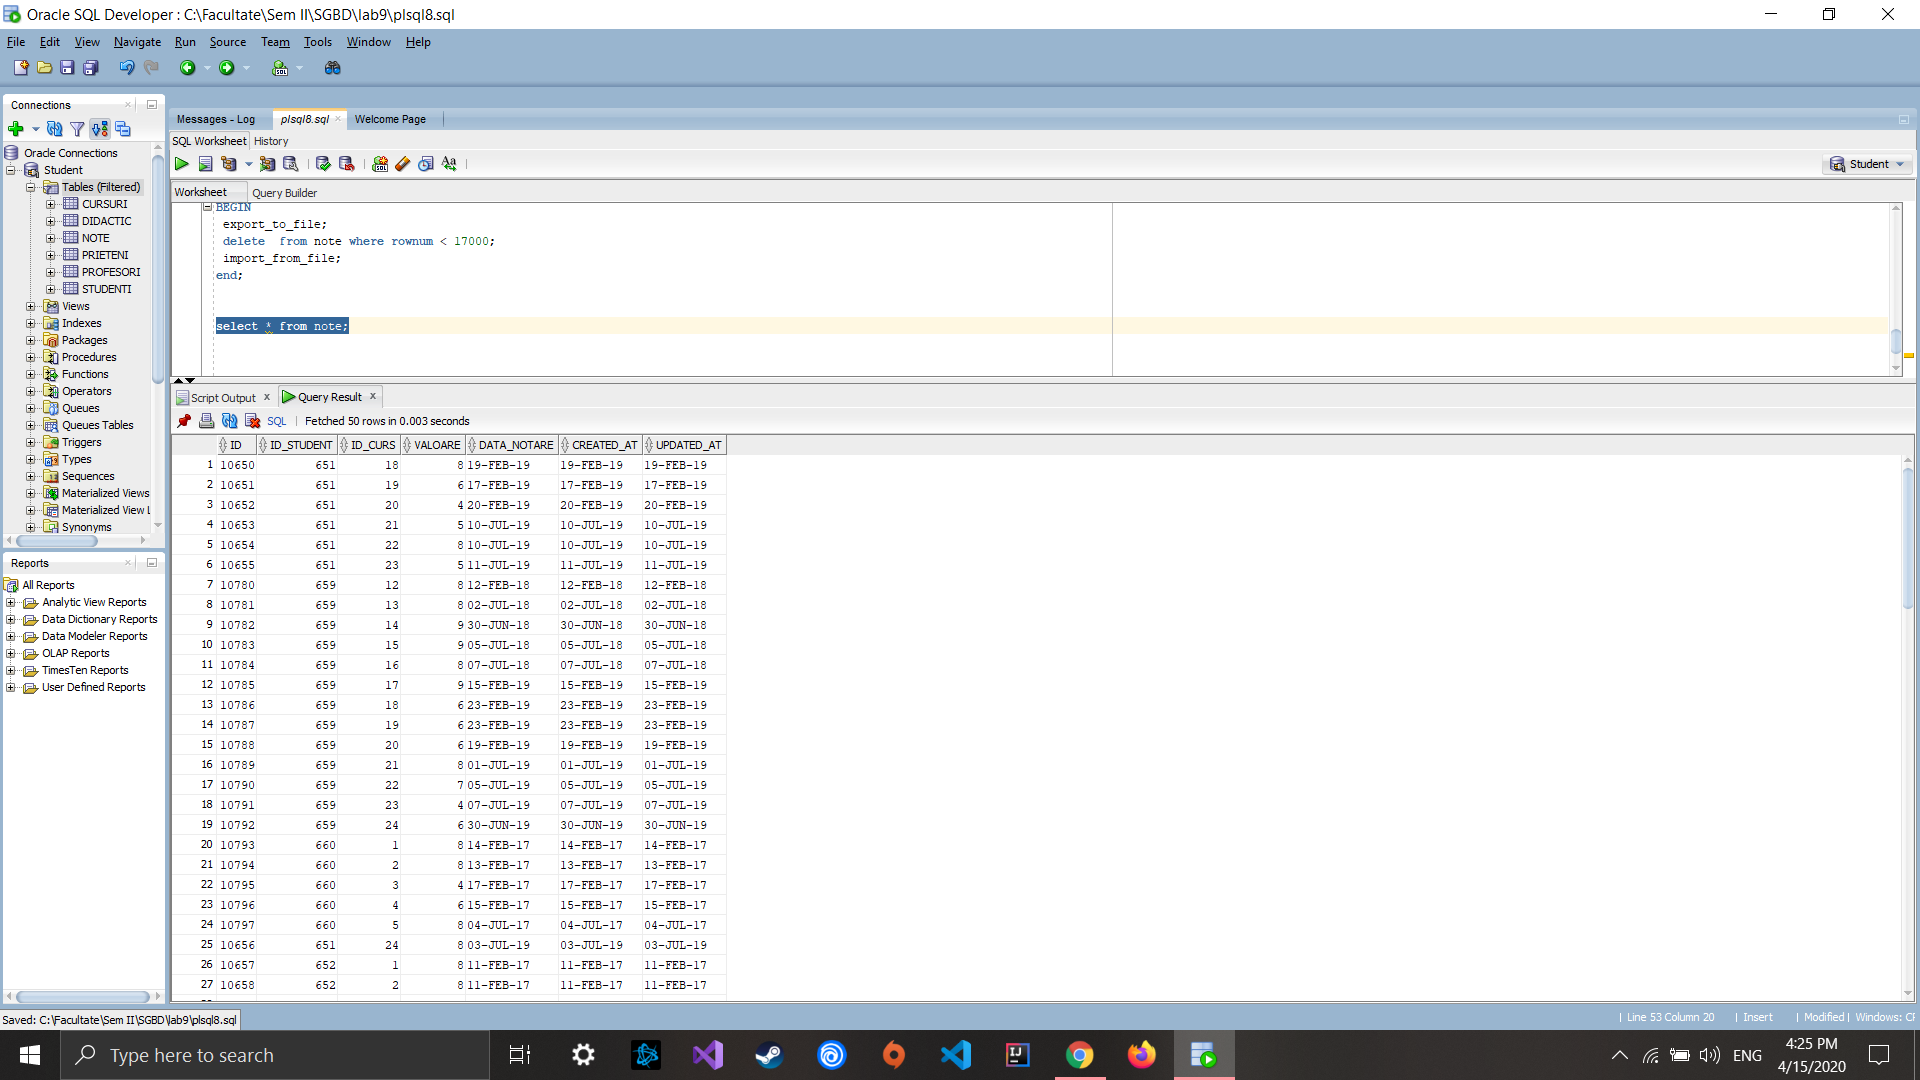 Oracle SQL Developer : C:\Facultate\Sem II\SGBD\lab9\plsql8.sql
File Edit View Navigate Run Source Team Tools Window Help
Connections
Oracle Connections
Student
Tables (Filtered)
CURSURI
DIDACTIC
NOTE
PRIETENI
PROFESORI
STUDENTI
Views
Indexes
Packages
Procedures
Functions
Operators
Queues
Queues Tables
Triggers
Types
Sequences
Materialized Views
Materialized View L
Synonyms
Reports
All Reports
Analytic View Reports
Data Dictionary Reports
Data Modeler Reports
OLAP Reports
TimesTen Reports
User Defined Reports
Messages - Log plsql8.sql Welcome Page
SQL Worksheet History
Student
Worksheet Query Builder
BEGIN
export_to_file;
delete  from note where rownum < 17000;
import_from_file;
end;
select * from note;
Script Output Query Result
SQL | Fetched 50 rows in 0.003 seconds
ID ID_STUDENT ID_CURS VALOARE DATA_NOTARE CREATED_AT UPDATED_AT
1 10650 651 18 8 19-FEB-19 19-FEB-19 19-FEB-19
2 10651 651 19 6 17-FEB-19 17-FEB-19 17-FEB-19
3 10652 651 20 4 20-FEB-19 20-FEB-19 20-FEB-19
4 10653 651 21 5 10-JUL-19 10-JUL-19 10-JUL-19
5 10654 651 22 8 10-JUL-19 10-JUL-19 10-JUL-19
6 10655 651 23 5 11-JUL-19 11-JUL-19 11-JUL-19
7 10780 659 12 8 12-FEB-18 12-FEB-18 12-FEB-18
8 10781 659 13 8 02-JUL-18 02-JUL-18 02-JUL-18
9 10782 659 14 9 30-JUN-18 30-JUN-18 30-JUN-18
10 10783 659 15 9 05-JUL-18 05-JUL-18 05-JUL-18
11 10784 659 16 8 07-JUL-18 07-JUL-18 07-JUL-18
12 10785 659 17 9 15-FEB-19 15-FEB-19 15-FEB-19
13 10786 659 18 6 23-FEB-19 23-FEB-19 23-FEB-19
14 10787 659 19 6 23-FEB-19 23-FEB-19 23-FEB-19
15 10788 659 20 6 19-FEB-19 19-FEB-19 19-FEB-19
16 10789 659 21 8 01-JUL-19 01-JUL-19 01-JUL-19
17 10790 659 22 7 05-JUL-19 05-JUL-19 05-JUL-19
18 10791 659 23 4 07-JUL-19 07-JUL-19 07-JUL-19
19 10792 659 24 6 30-JUN-19 30-JUN-19 30-JUN-19
20 10793 660 1 8 14-FEB-17 14-FEB-17 14-FEB-17
21 10794 660 2 8 13-FEB-17 13-FEB-17 13-FEB-17
22 10795 660 3 4 17-FEB-17 17-FEB-17 17-FEB-17
23 10796 660 4 6 15-FEB-17 15-FEB-17 15-FEB-17
24 10797 660 5 8 04-JUL-17 04-JUL-17 04-JUL-17
25 10656 651 24 8 03-JUL-19 03-JUL-19 03-JUL-19
26 10657 652 1 8 11-FEB-17 11-FEB-17 11-FEB-17
27 10658 652 2 8 11-FEB-17 11-FEB-17 11-FEB-17
Saved: C:\Facultate\Sem II\SGBD\lab9\plsql8.sql
| Line 53 Column 20 | Insert | Modified | Windows:
Type here to search
ENG
4:25 PM
4/15/2020